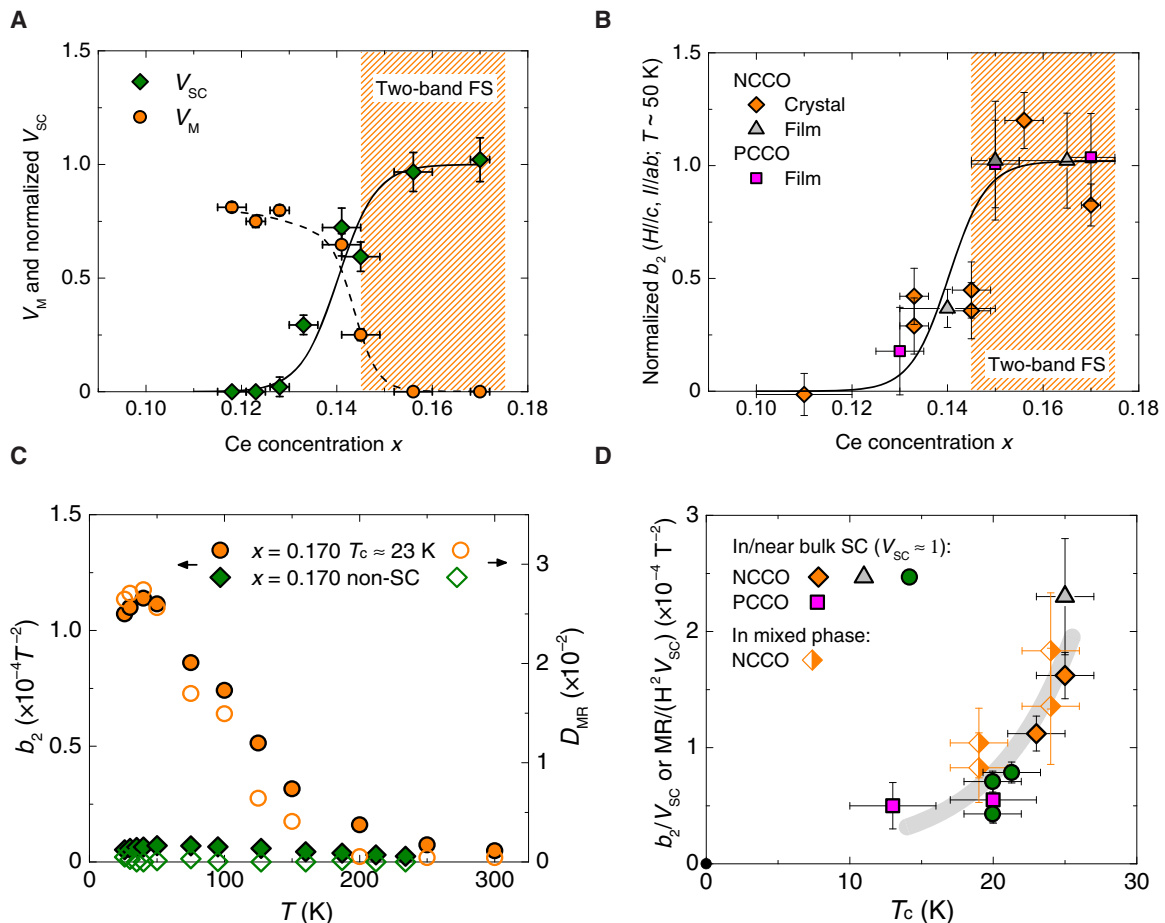 A
1.5
1.0
0.5
0
V_M and normalized V_SC
V_SC
V_M
Two-band FS
0.10 0.12 0.14 0.16 0.18
Ce concentration x
B
1.5
1.0
0.5
0
Normalized b_2 (H//c, I//ab; T ~ 50 K)
NCCO
Crystal
Film
PCCO
Film
Two-band FS
0.10 0.12 0.14 0.16 0.18
Ce concentration x
C
1.5
1.0
0.5
0
b_2 (×10^−4 T^−2)
x = 0.170 T_c ≈ 23 K
x = 0.170 non-SC
3
2
1
0
D_MR (×10^−2)
0 100 200 300
T (K)
D
3
2
1
0
b_2/V_SC or MR/(H^2 V_SC) (×10^−4 T^−2)
In/near bulk SC (V_SC ≈ 1):
NCCO
PCCO
In mixed phase:
NCCO
0 10 20 30
T_c (K)